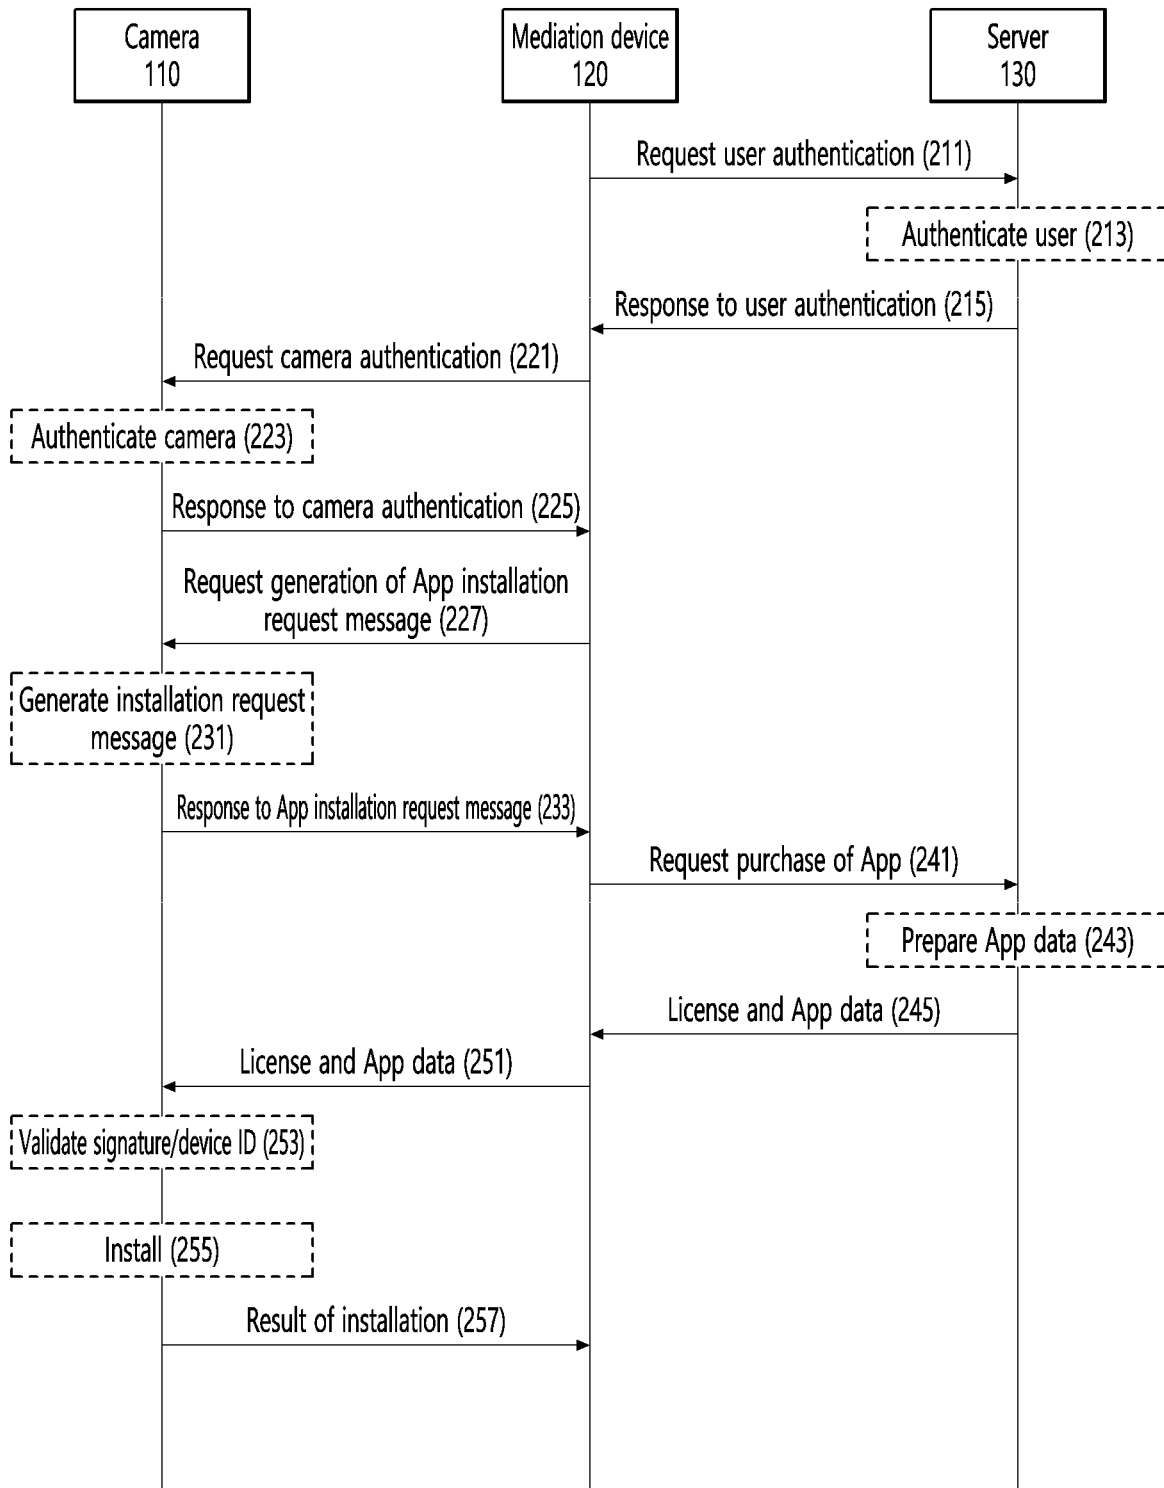 Camera
110
Mediation device
120
Server
130
Request user authentication (211)
Authenticate user (213)
Response to user authentication (215)
Request camera authentication (221)
Authenticate camera (223)
Response to camera authentication (225)
Request generation of App installation
request message (227)
Generate installation request
message (231)
Response to App installation request message (233)
Request purchase of App (241)
Prepare App data (243)
License and App data (245)
License and App data (251)
Validate signature/device ID (253)
Install (255)
Result of installation (257)